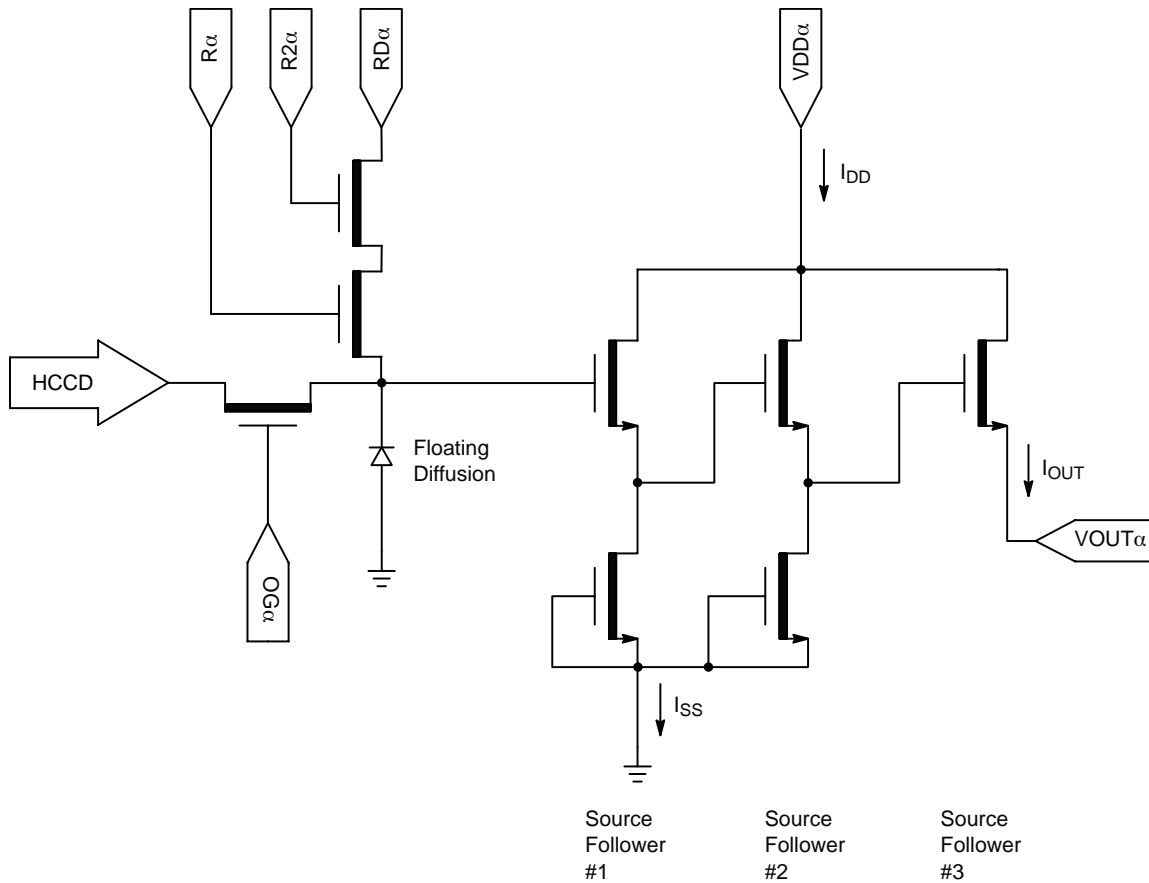 Rα
R2α
RDα
VDDα
IDD
HCCD
Floating
Diffusion
OGα
IOUT
VOUTα
ISS
Source
Follower
#1
Source
Follower
#2
Source
Follower
#3